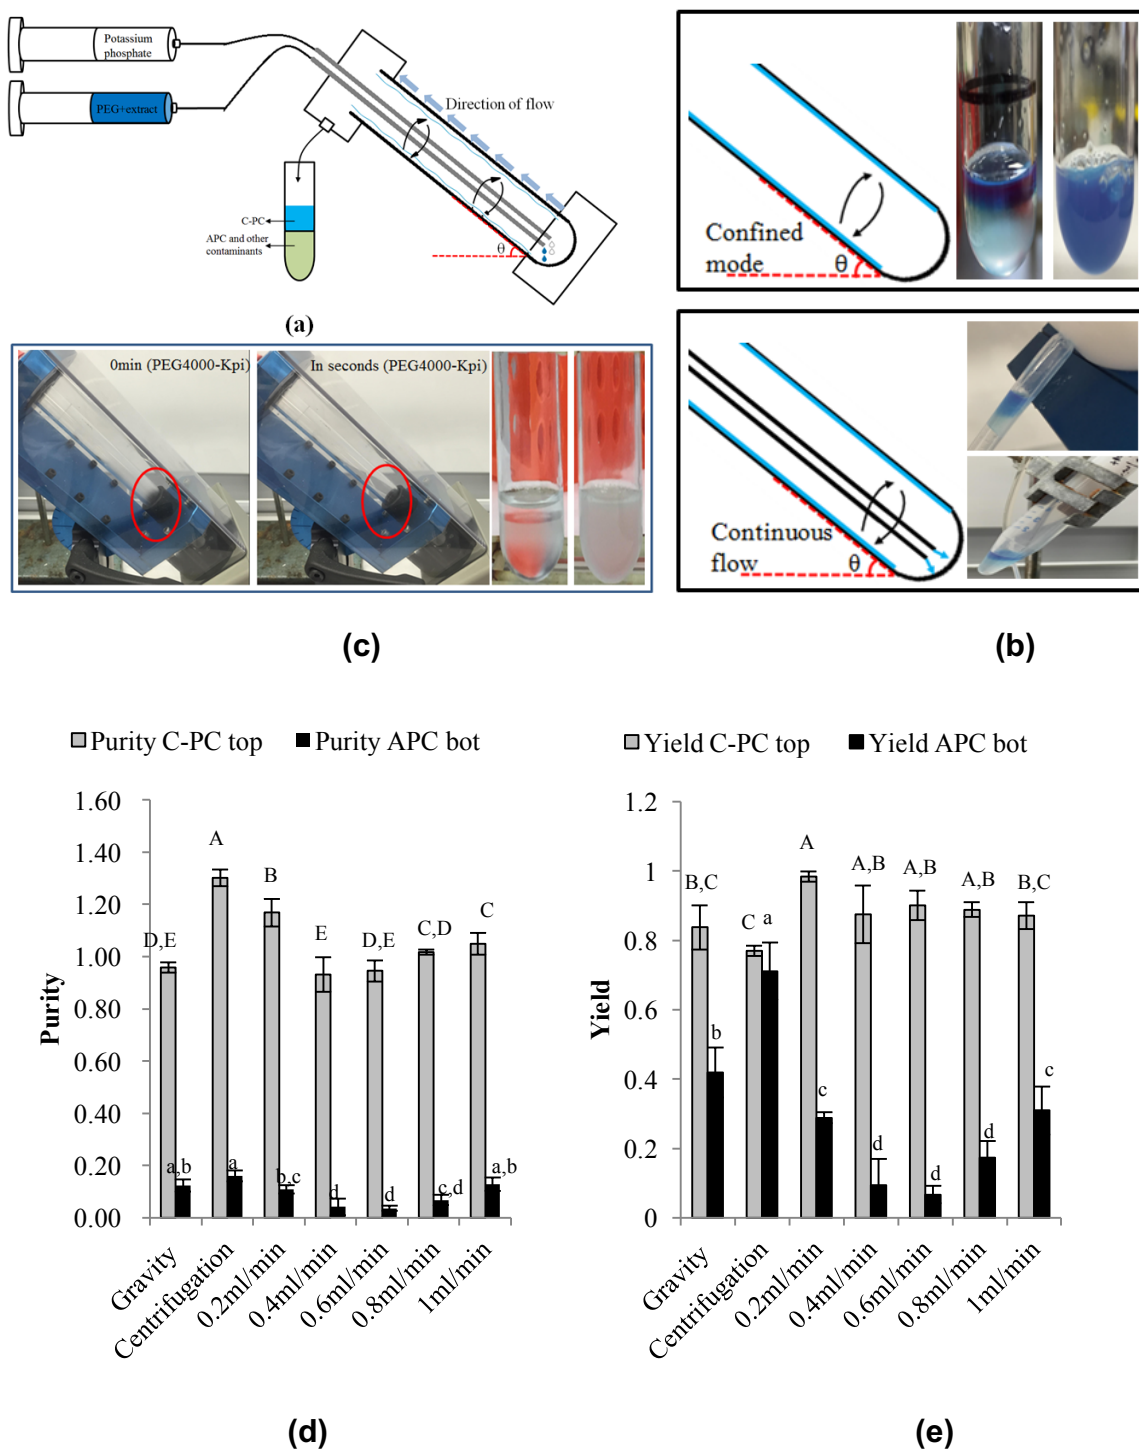 Potassium
phosphate
PEG+extract
Direction of flow
C-PC
APC and other
contaminants
θ
(a)
Confined
mode
θ
Continuous
flow
θ
0min (PEG4000-Kpi)
In seconds (PEG4000-Kpi)
(c)
(b)
Purity C-PC top
Purity APC bot
Purity
1.60
1.40
1.20
1.00
0.80
0.60
0.40
0.20
0.00
D,E
A
B
E
D,E
C,D
C
a,b
a
b,c
d
d
c,d
a,b
Gravity
Centrifugation
0.2ml/min
0.4ml/min
0.6ml/min
0.8ml/min
1ml/min
(d)
Yield C-PC top
Yield APC bot
Yield
1.2
1
0.8
0.6
0.4
0.2
0
B,C
C
A
A,B
A,B
A,B
B,C
b
a
c
d
d
d
c
Gravity
Centrifugation
0.2ml/min
0.4ml/min
0.6ml/min
0.8ml/min
1ml/min
(e)